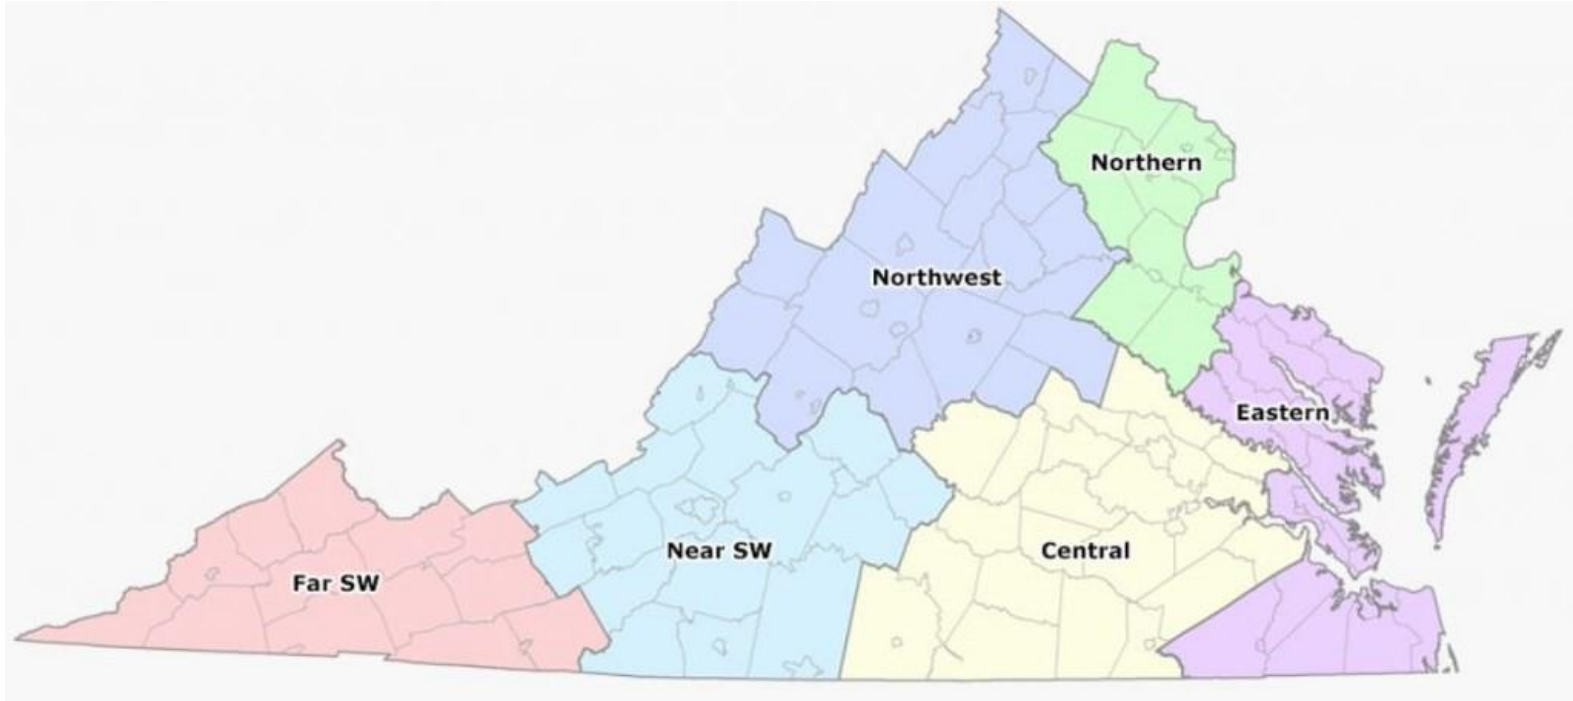 Northern
Northwest
Eastern
Near SW
Central
Far SW